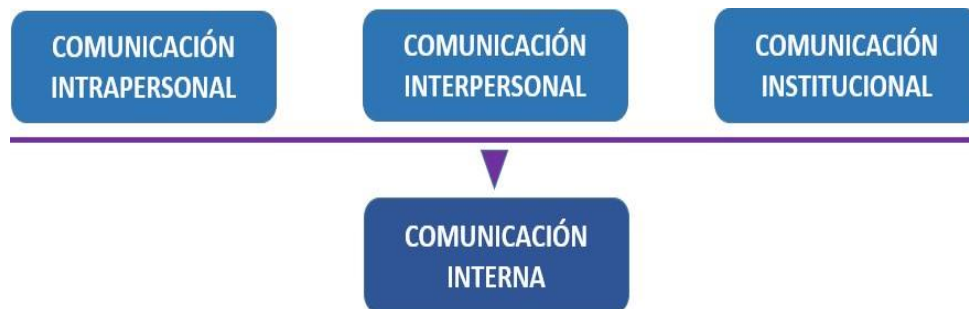 COMUNICACIÓN
INTRAPERSONAL
COMUNICACIÓN
INTERPERSONAL
COMUNICACIÓN
INSTITUCIONAL
COMUNICACIÓN
INTERNA